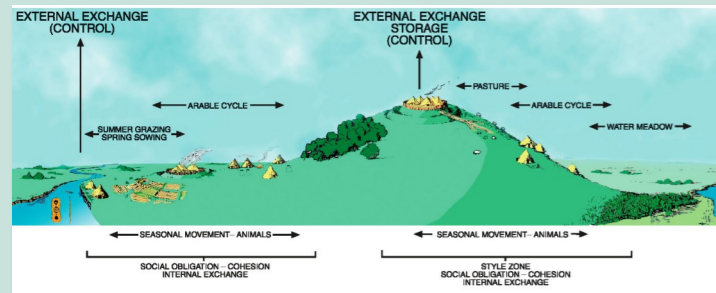 EXTERNAL EXCHANGE
(CONTROL)
EXTERNAL EXCHANGE
STORAGE
(CONTROL)
PASTURE
ARABLE CYCLE
ARABLE CYCLE
SUMMER GRAZING
SPRING SOWING
WATER MEADOW
SEASONAL MOVEMENT– ANIMALS
SEASONAL MOVEMENT– ANIMALS
SOCIAL OBLIGATION – COHESION
INTERNAL EXCHANGE
STYLE ZONE
SOCIAL OBLIGATION – COHESION
INTERNAL EXCHANGE